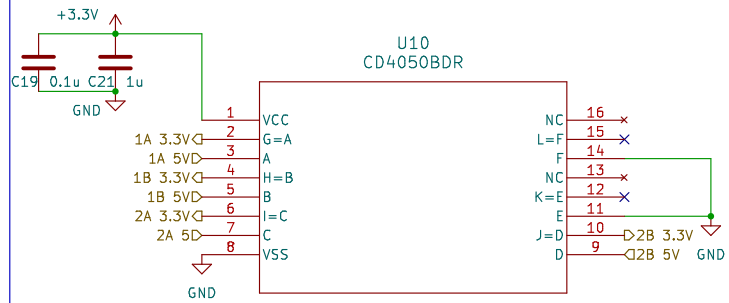 +3.3V
C19 0.1u C21 1u
GND
U10
CD4050BDR
1 VCC
1A 3.3V 2 G=A
1A 5V 3 A
1B 3.3V 4 H=B
1B 5V 5 B
2A 3.3V 6 I=C
2A 5 7 C
8 VSS
GND
NC 16
L=F 15
F 14
NC 13
K=E 12
E 11
J=D 10 2B 3.3V
D 9 2B 5V
GND